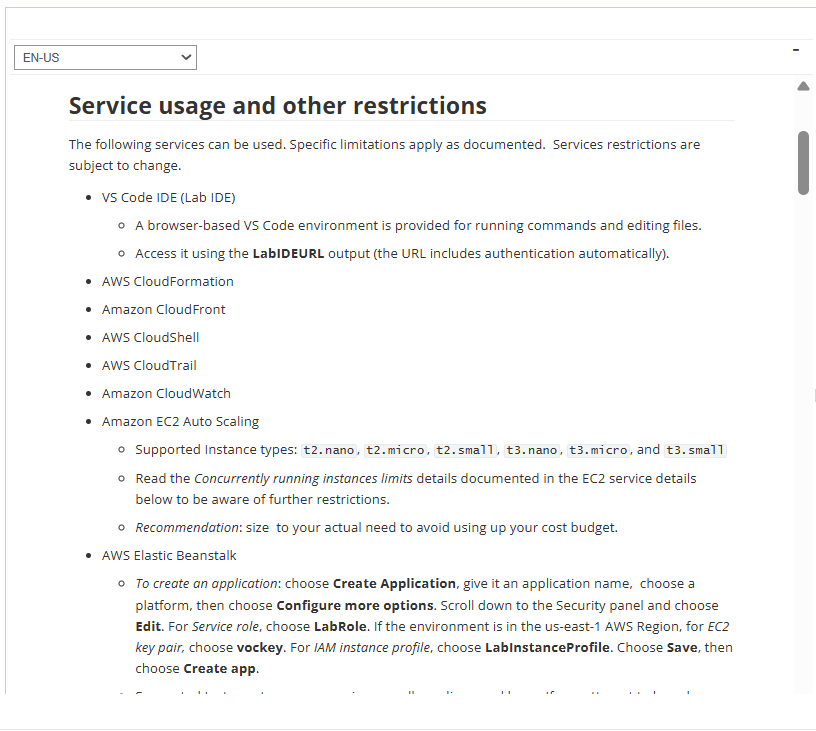 EN-US
-
Service usage and other restrictions
The following services can be used. Specific limitations apply as documented.  Services restrictions are
subject to change.
VS Code IDE (Lab IDE)
A browser-based VS Code environment is provided for running commands and editing files.
Access it using the LabIDEURL output (the URL includes authentication automatically).
AWS CloudFormation
Amazon CloudFront
AWS CloudShell
AWS CloudTrail
Amazon CloudWatch
Amazon EC2 Auto Scaling
Supported Instance types: t2.nano, t2.micro, t2.small, t3.nano, t3.micro, and t3.small
Read the Concurrently running instances limits details documented in the EC2 service details
below to be aware of further restrictions.
Recommendation: size  to your actual need to avoid using up your cost budget.
AWS Elastic Beanstalk
To create an application: choose Create Application, give it an application name,  choose a
platform, then choose Configure more options. Scroll down to the Security panel and choose
Edit. For Service role, choose LabRole. If the environment is in the us-east-1 AWS Region, for EC2
key pair, choose vockey. For IAM instance profile, choose LabInstanceProfile. Choose Save, then
choose Create app.